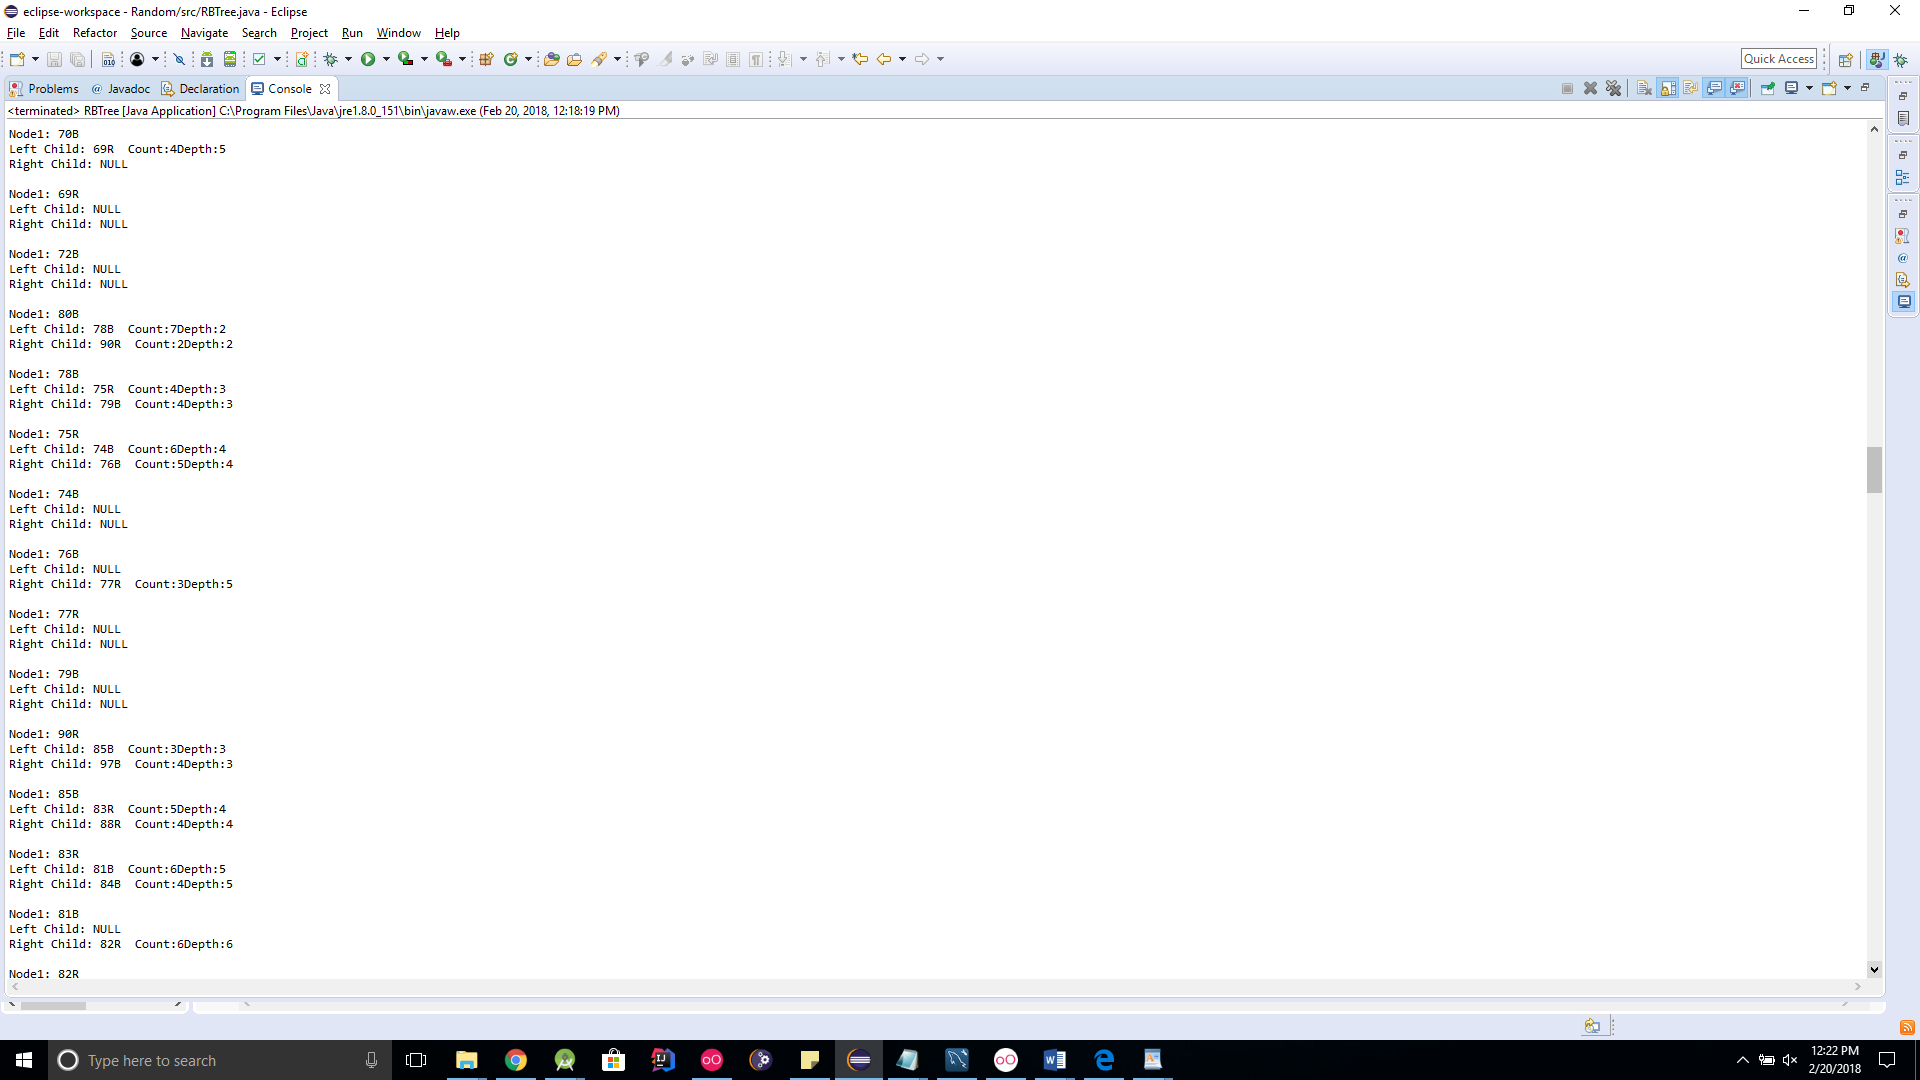 eclipse-workspace - Random/src/RBTree.java - Eclipse
File Edit Refactor Source Navigate Search Project Run Window Help
Quick Access
Problems @ Javadoc Declaration Console
<terminated> RBTree [Java Application] C:\Program Files\Java\jre1.8.0_151\bin\javaw.exe (Feb 20, 2018, 12:18:19 PM)
Node1: 70B
Left Child: 69R  Count:4Depth:5
Right Child: NULL
Node1: 69R
Left Child: NULL
Right Child: NULL
Node1: 72B
Left Child: NULL
Right Child: NULL
Node1: 80B
Left Child: 78B  Count:7Depth:2
Right Child: 90R  Count:2Depth:2
Node1: 78B
Left Child: 75R  Count:4Depth:3
Right Child: 79B  Count:4Depth:3
Node1: 75R
Left Child: 74B  Count:6Depth:4
Right Child: 76B  Count:5Depth:4
Node1: 74B
Left Child: NULL
Right Child: NULL
Node1: 76B
Left Child: NULL
Right Child: 77R  Count:3Depth:5
Node1: 77R
Left Child: NULL
Right Child: NULL
Node1: 79B
Left Child: NULL
Right Child: NULL
Node1: 90R
Left Child: 85B  Count:3Depth:3
Right Child: 97B  Count:4Depth:3
Node1: 85B
Left Child: 83R  Count:5Depth:4
Right Child: 88R  Count:4Depth:4
Node1: 83R
Left Child: 81B  Count:6Depth:5
Right Child: 84B  Count:4Depth:5
Node1: 81B
Left Child: NULL
Right Child: 82R  Count:6Depth:6
Node1: 82R
Type here to search
12:22 PM
2/20/2018